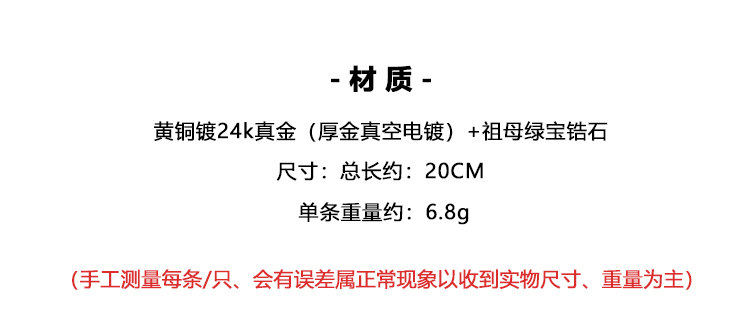 - 材 质 -
黄铜镀24k真金（厚金真空电镀）+祖母绿宝锆石
尺寸：总长约：20CM
单条重量约：6.8g
（手工测量每条/只、会有误差属正常现象以收到实物尺寸、重量为主）